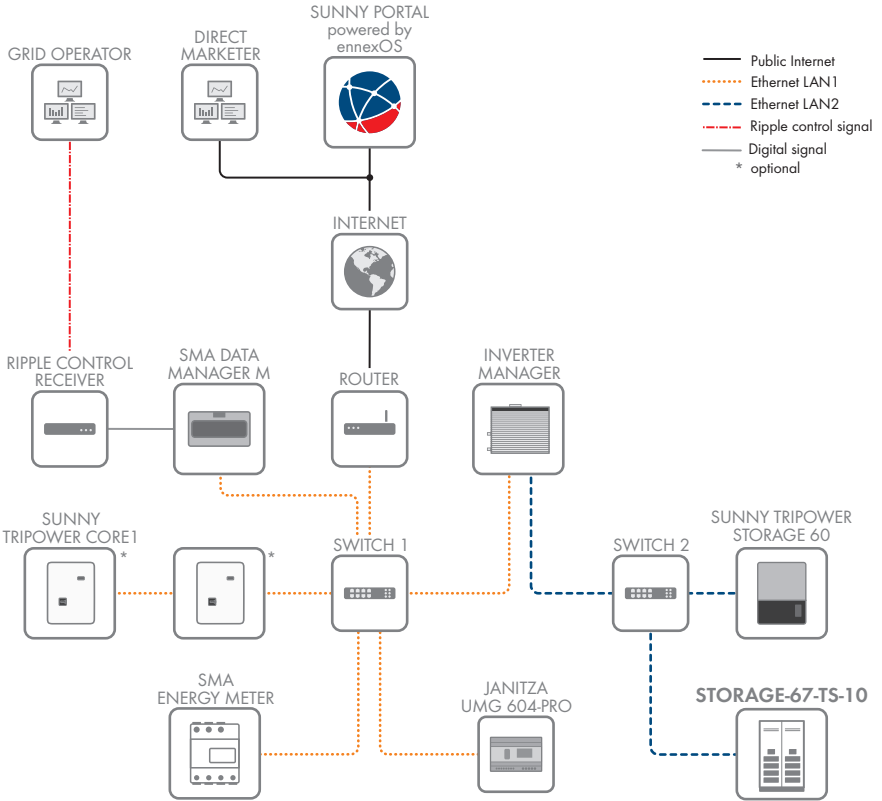 SUNNY PORTAL
powered by
ennexOS
DIRECT
MARKETER
GRID OPERATOR
Public Internet
Ethernet LAN1
Ethernet LAN2
Ripple control signal
Digital signal
* optional
INTERNET
RIPPLE CONTROL
RECEIVER
SMA DATA
MANAGER M
ROUTER
INVERTER
MANAGER
SUNNY
TRIPOWER CORE1
*
*
SWITCH 1
SWITCH 2
SUNNY TRIPOWER
STORAGE 60
SMA
ENERGY METER
JANITZA
UMG 604-PRO
STORAGE-67-TS-10